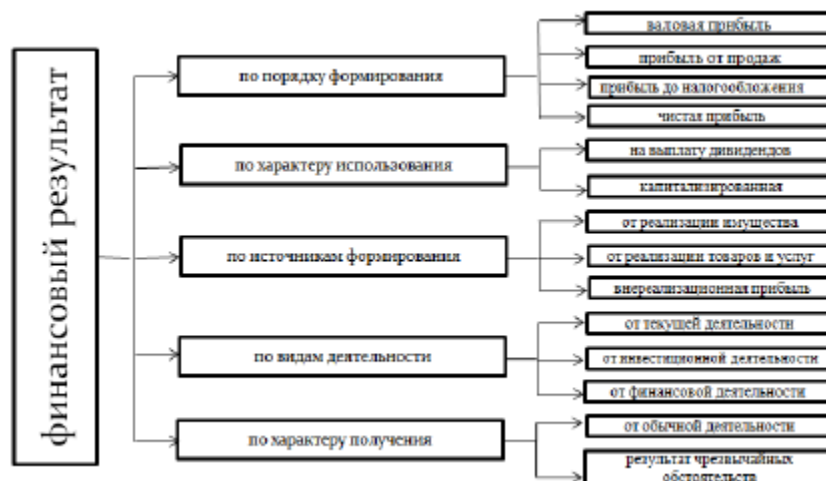 финансовый результат
по порядку формирования
валовая прибыль
прибыль от продаж
прибыль до налогообложения
чистая прибыль
по характеру использования
на выплату дивидендов
капитализированная
по источникам формирования
от реализации имущества
от реализации товаров и услуг
внереализационная прибыль
по видам деятельности
от текущей деятельности
от инвестиционной деятельности
от финансовой деятельности
по характеру получения
от обычной деятельности
результат чрезвычайных
обстоятельств